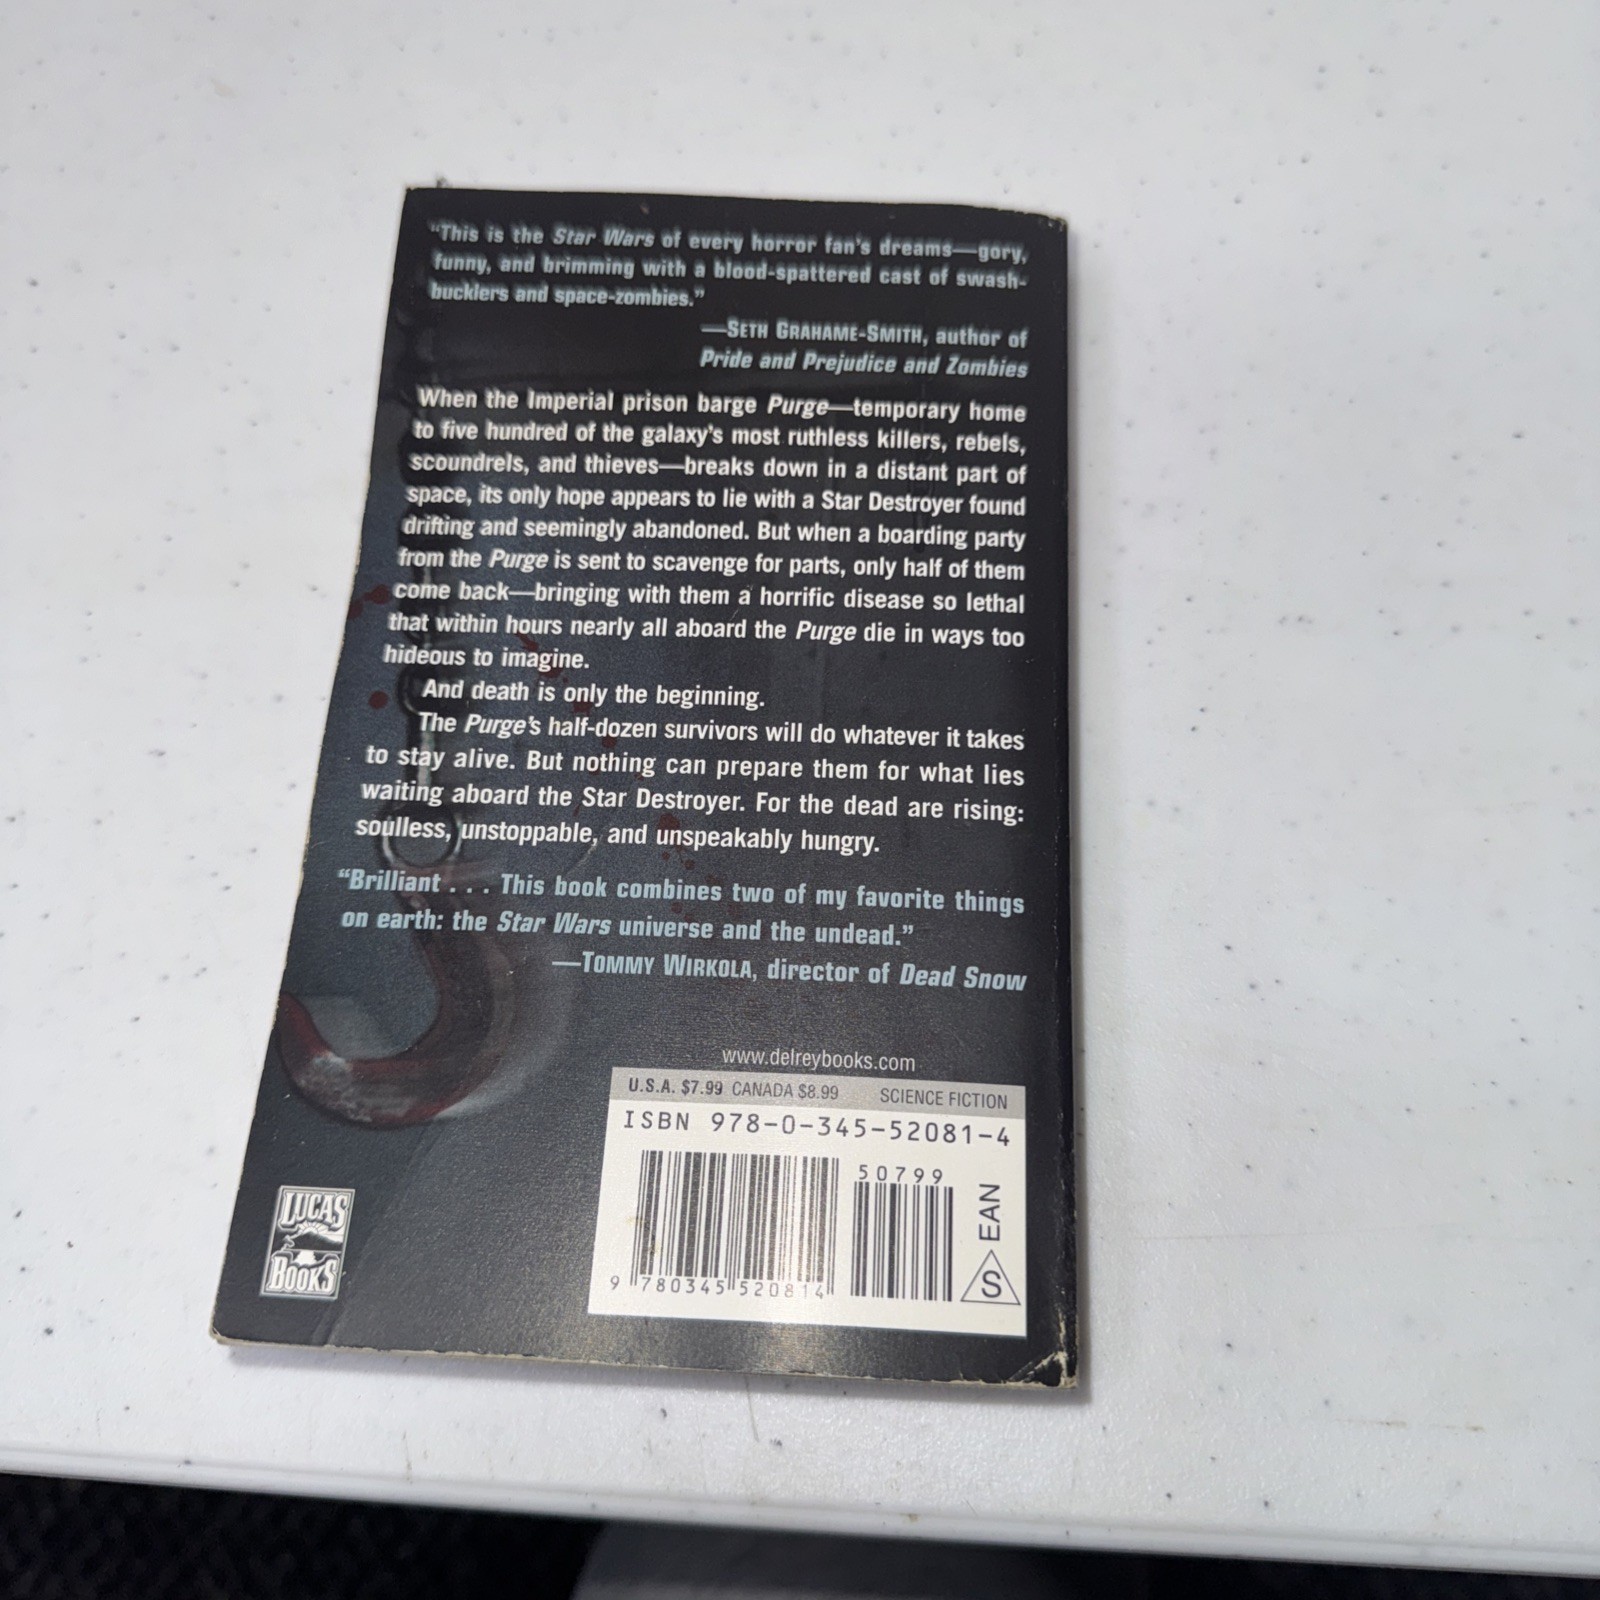 “This is the Star Wars of every horror fan’s dreams—gory,
funny, and brimming with a blood-spattered cast of swash-
bucklers and space-zombies.”
—SETH GRAHAME-SMITH, author of
Pride and Prejudice and Zombies
When the Imperial prison barge Purge—temporary home
to five hundred of the galaxy’s most ruthless killers, rebels,
scoundrels, and thieves—breaks down in a distant part of
space, its only hope appears to lie with a Star Destroyer found
drifting and seemingly abandoned. But when a boarding party
from the Purge is sent to scavenge for parts, only half of them
come back—bringing with them a horrific disease so lethal
that within hours nearly all aboard the Purge die in ways too
hideous to imagine.
And death is only the beginning.
The Purge’s half-dozen survivors will do whatever it takes
to stay alive. But nothing can prepare them for what lies
waiting aboard the Star Destroyer. For the dead are rising:
soulless, unstoppable, and unspeakably hungry.
“Brilliant . . . This book combines two of my favorite things
on earth: the Star Wars universe and the undead.”
—TOMMY WIRKOLA, director of Dead Snow
www.delreybooks.com
U.S.A. $7.99 CANADA $8.99 SCIENCE FICTION
ISBN 978-0-345-52081-4
50799
EAN
S
9 780345 520814
LUCAS
BOOKS